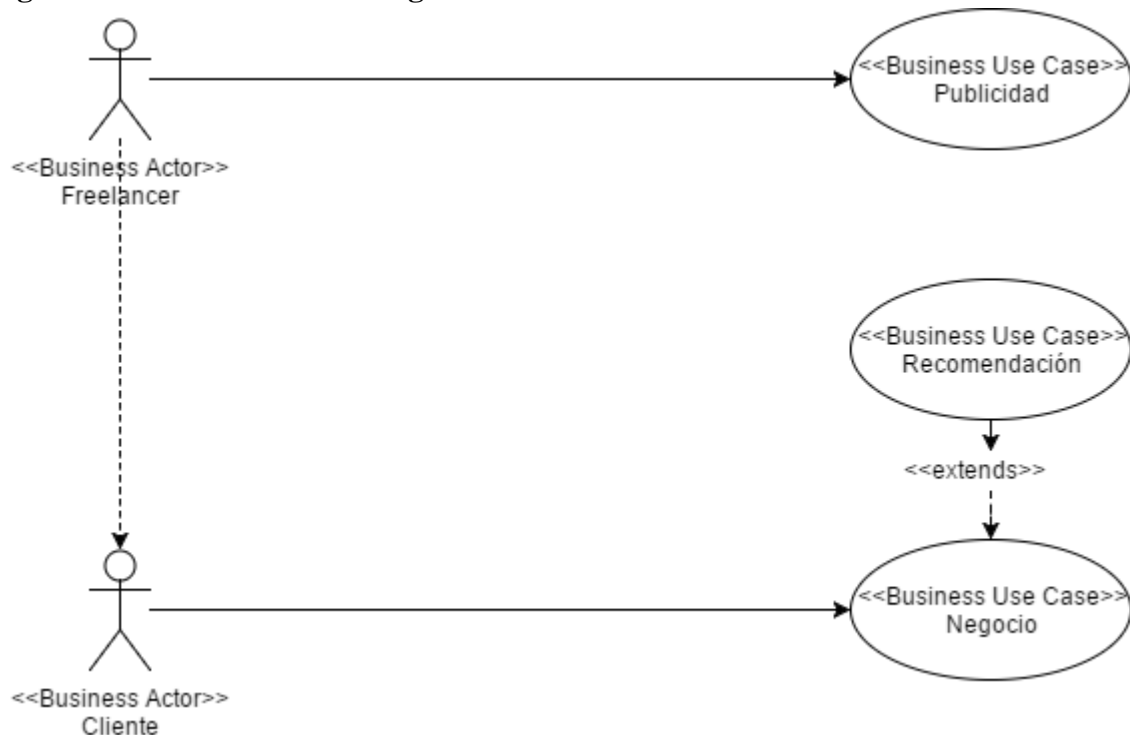 <<Business Use Case>>
Publicidad
<<Business Actor>>
Freelancer
<<Business Use Case>>
Recomendación
<<extends>>
<<Business Use Case>>
Negocio
<<Business Actor>>
Cliente